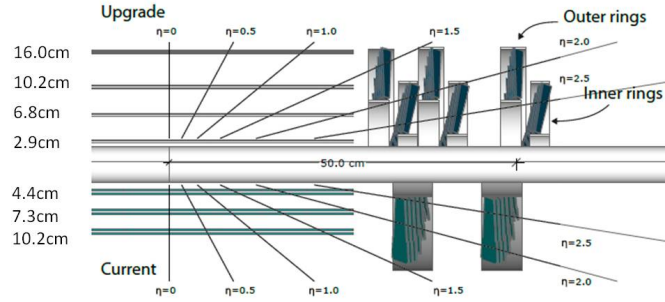 Upgrade
η=0 η=0.5 η=1.0 η=1.5 η=2.0 Outer rings
16.0cm
10.2cm η=2.5
Inner rings
6.8cm
2.9cm
50.0 cm
4.4cm
7.3cm
10.2cm η=2.5
Current
η=0 η=0.5 η=1.0 η=1.5 η=2.0